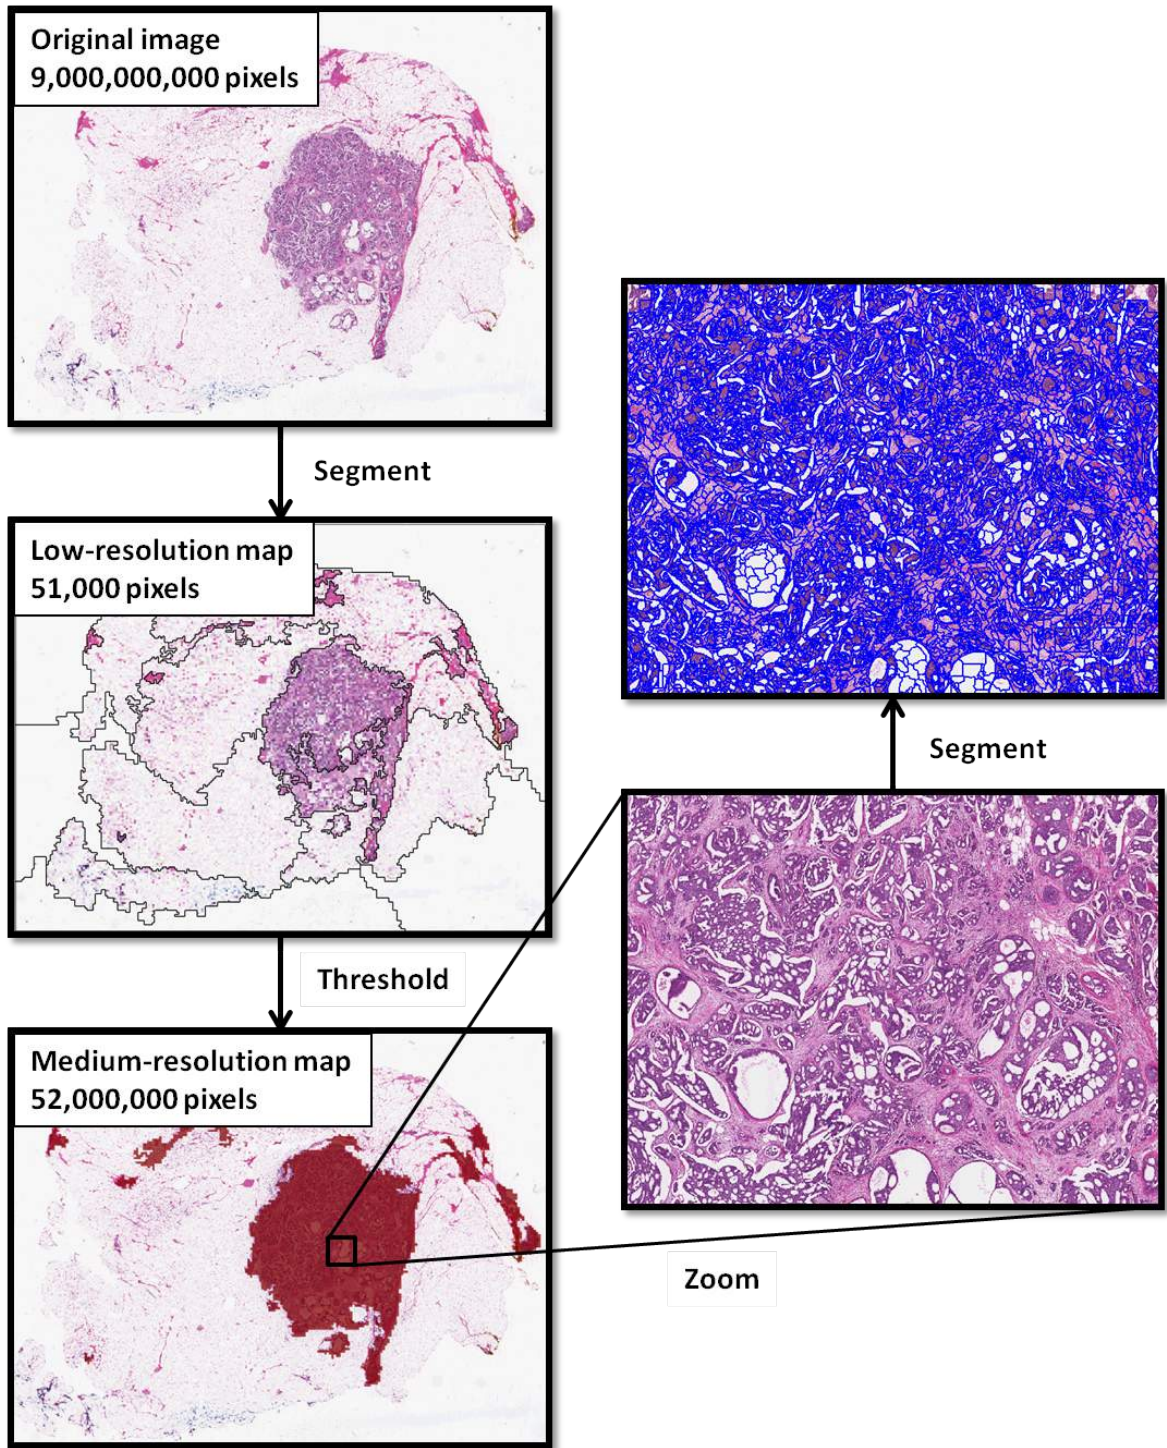 Original image
9,000,000,000 pixels
Segment
Low-resolution map
51,000 pixels
Threshold
Medium-resolution map
52,000,000 pixels
Segment
Zoom